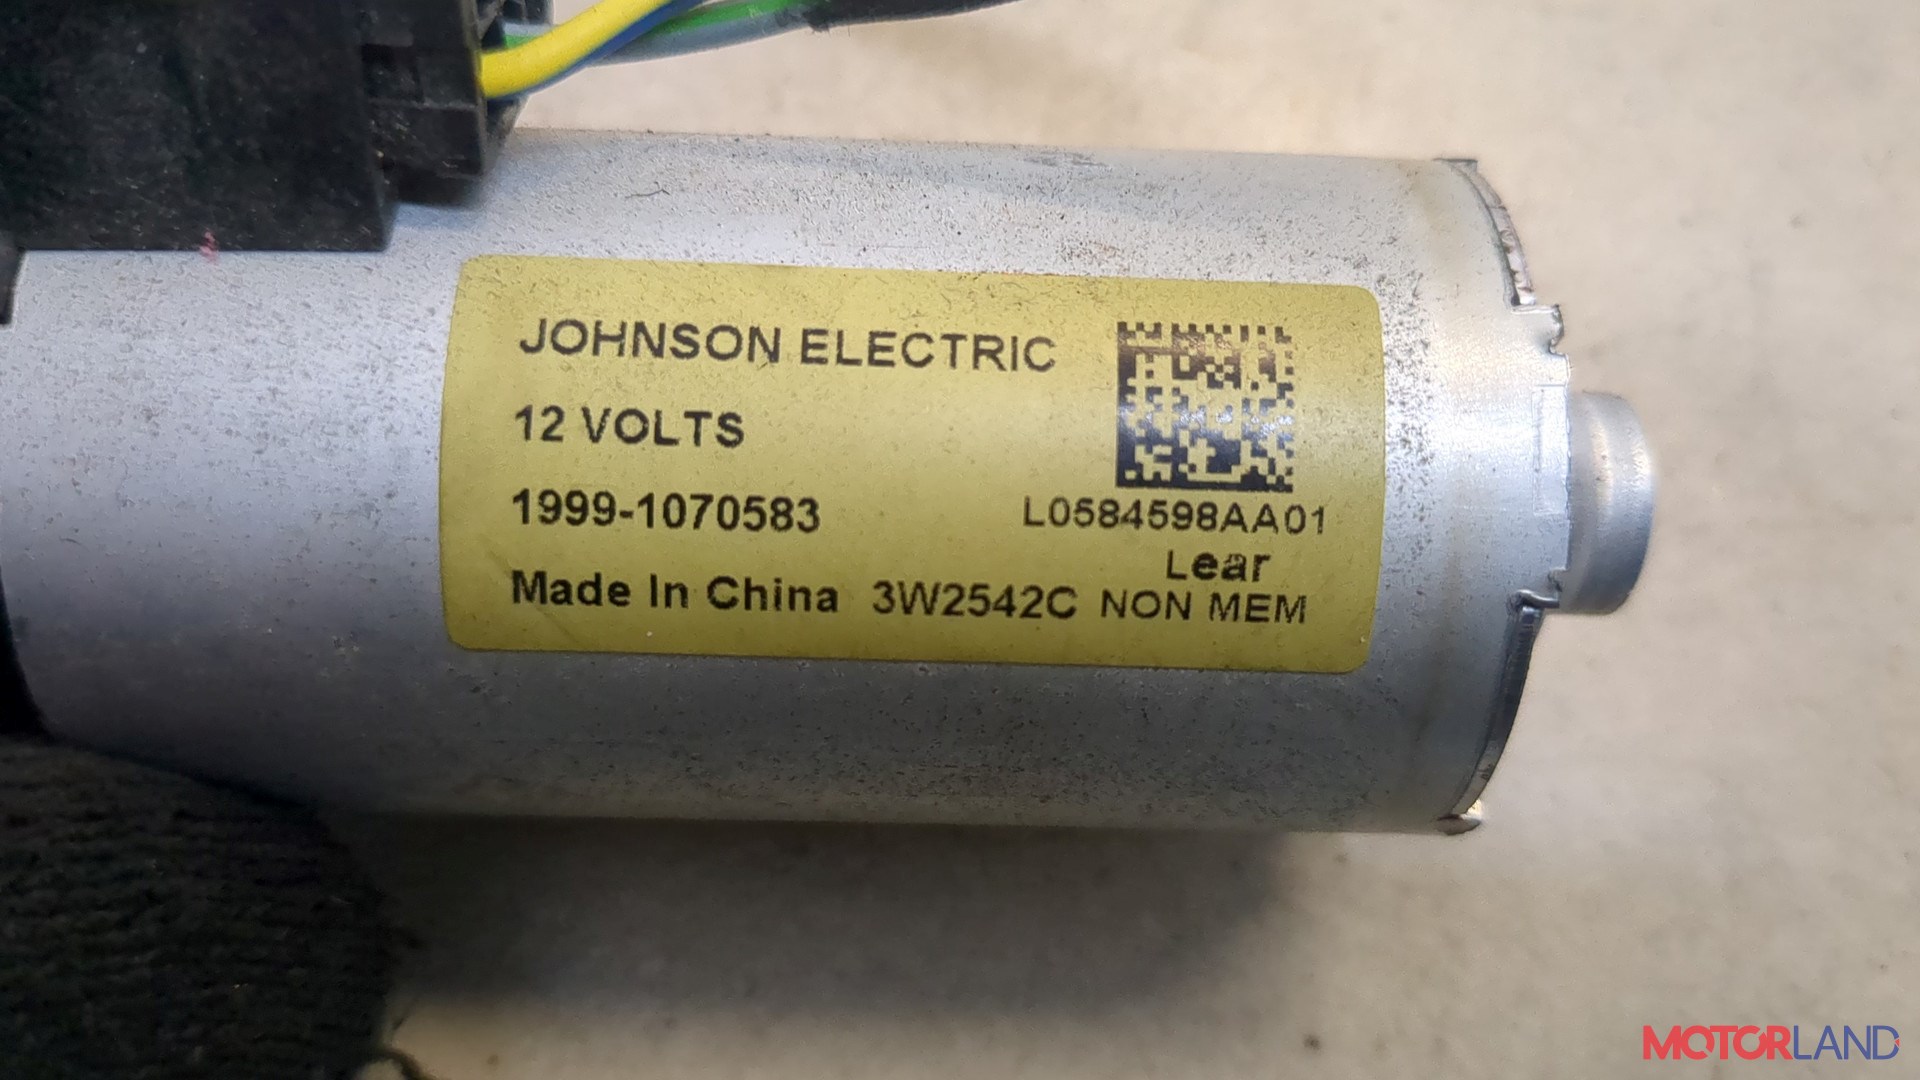 JOHNSON ELECTRIC
12 VOLTS
1999-1070583
L0584598AA01
Lear
Made In China 3W2542C NON MEM
MOTORLAND